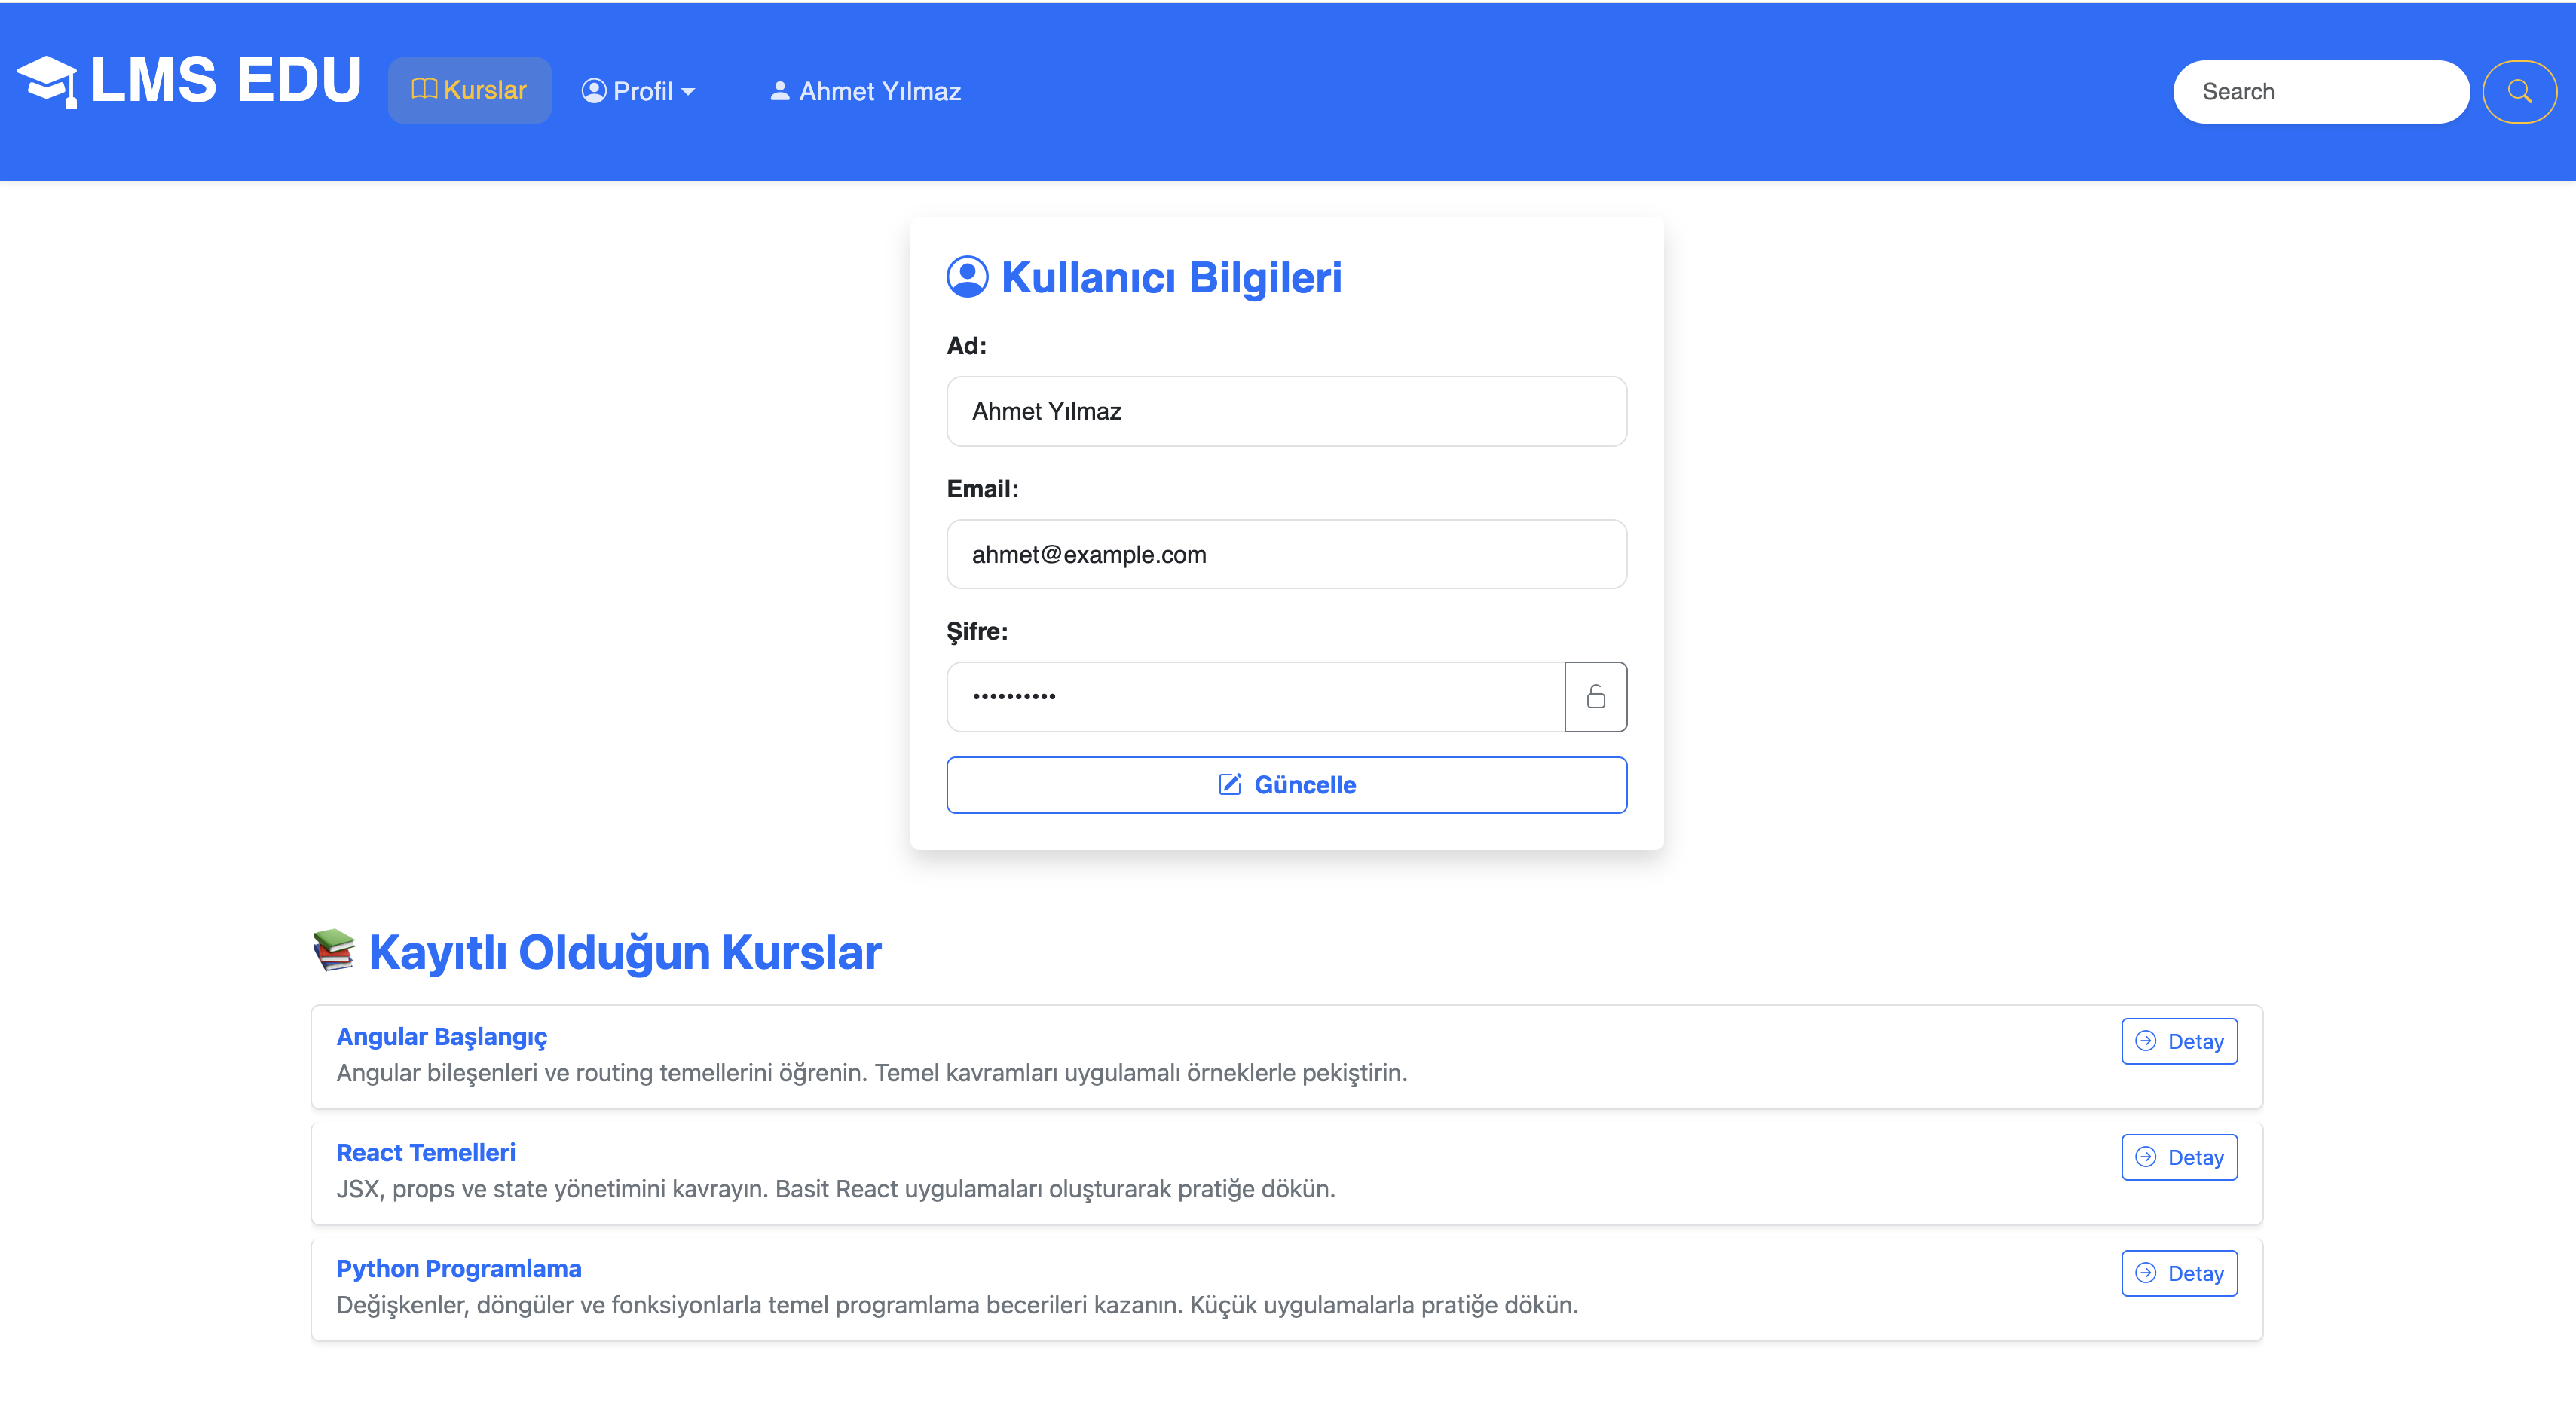 LMS EDU Kurslar Profil Ahmet Yılmaz Search
Kullanıcı Bilgileri
Ad:
Ahmet Yılmaz
Email:
ahmet@example.com
Şifre:
••••••••••
Güncelle
Kayıtlı Olduğun Kurslar
Angular Başlangıç
Detay
Angular bileşenleri ve routing temellerini öğrenin. Temel kavramları uygulamalı örneklerle pekiştirin.
React Temelleri
Detay
JSX, props ve state yönetimini kavrayın. Basit React uygulamaları oluşturarak pratiğe dökün.
Python Programlama
Detay
Değişkenler, döngüler ve fonksiyonlarla temel programlama becerileri kazanın. Küçük uygulamalarla pratiğe dökün.